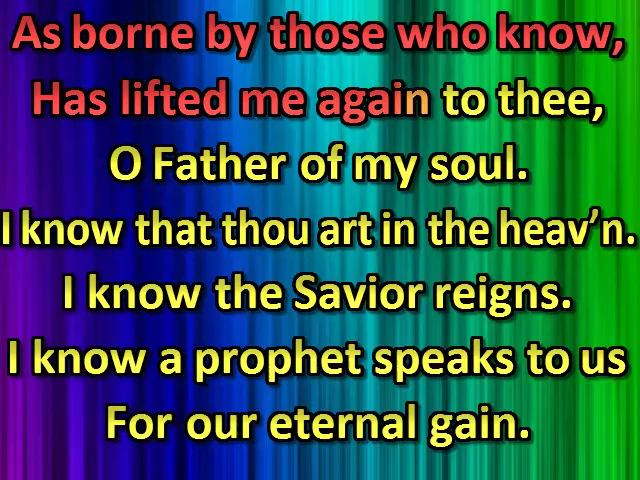 As borne by those who know,
Has lifted me again to thee,
O Father of my soul.
I know that thou art in the heav'n.
I know the Savior reigns.
I know a prophet speaks to us
For our eternal gain.